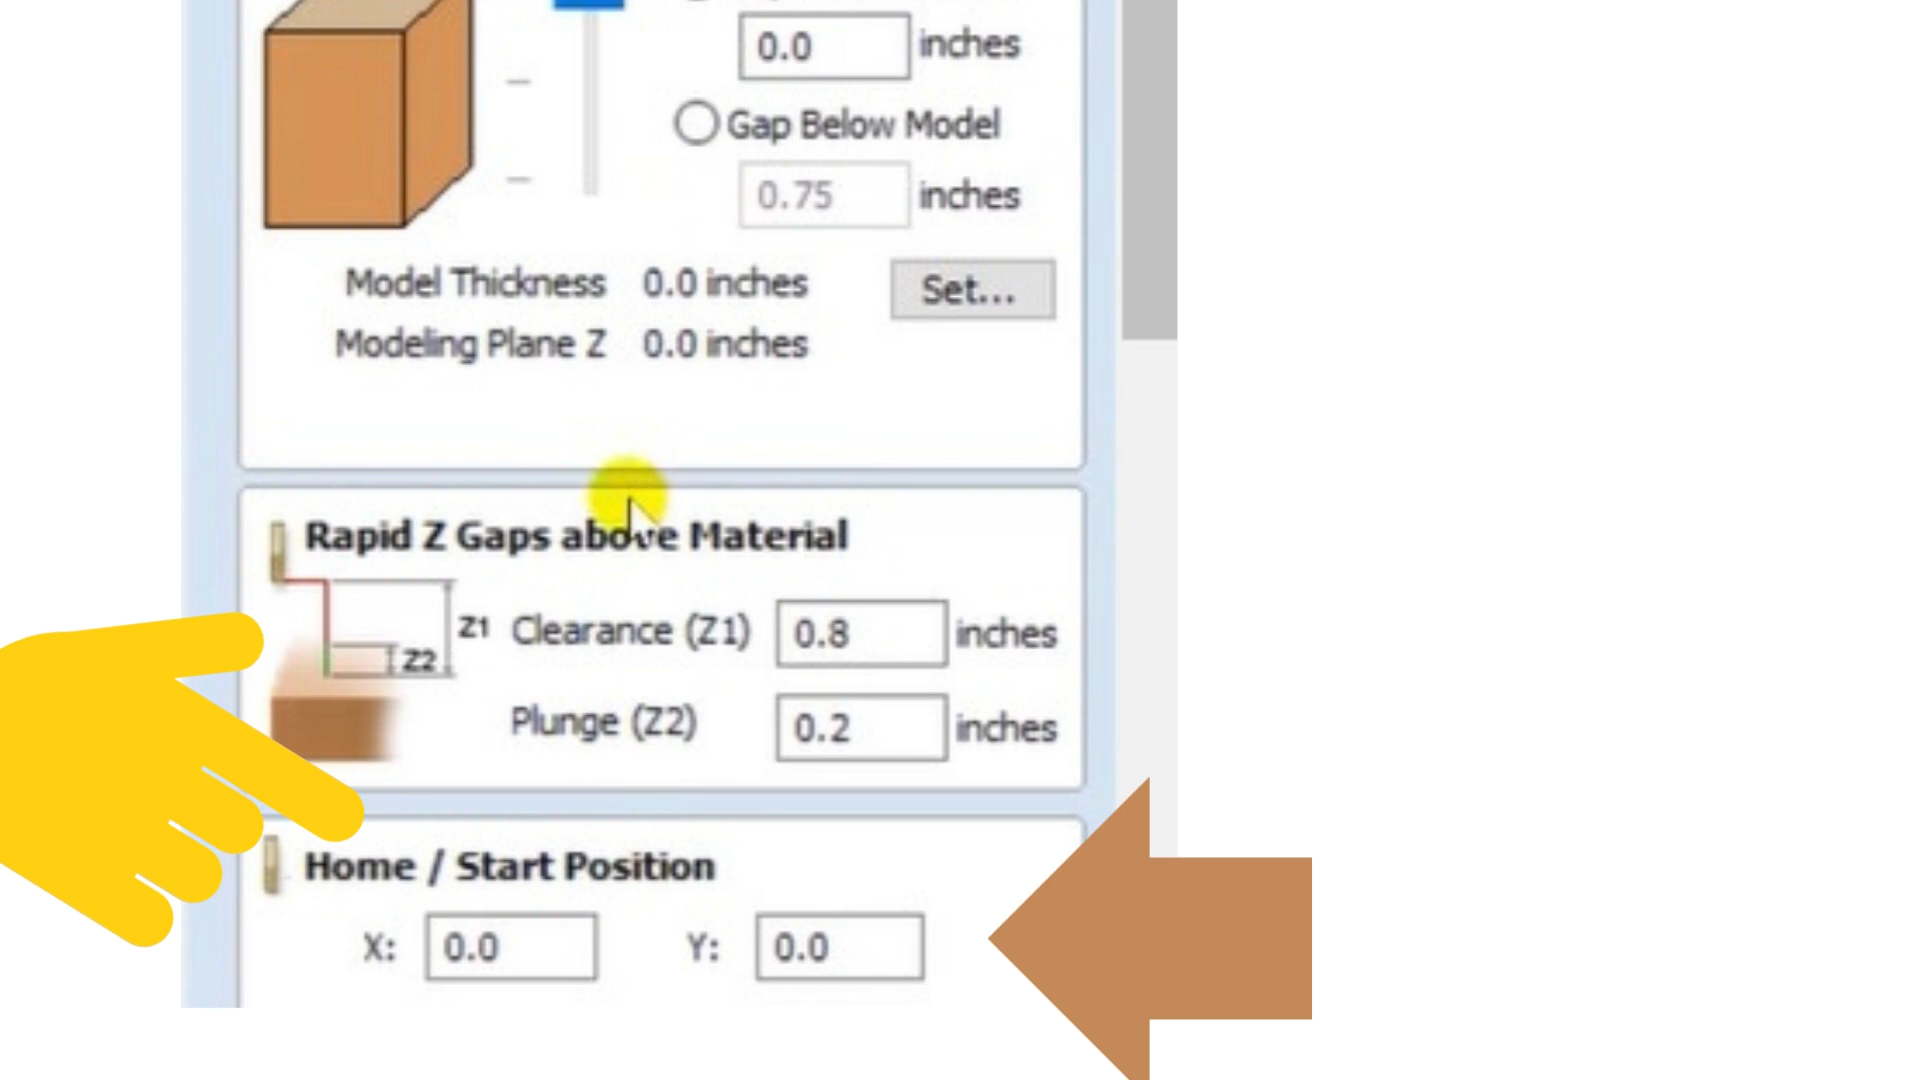 0.0 inches
Gap Below Model
0.75 inches
Model Thickness 0.0 inches Set...
Modeling Plane Z 0.0 inches
Rapid Z Gaps above Material
Z1 Clearance (Z1) 0.8 inches
Z2
Plunge (Z2) 0.2 inches
Home / Start Position
X: 0.0 Y: 0.0